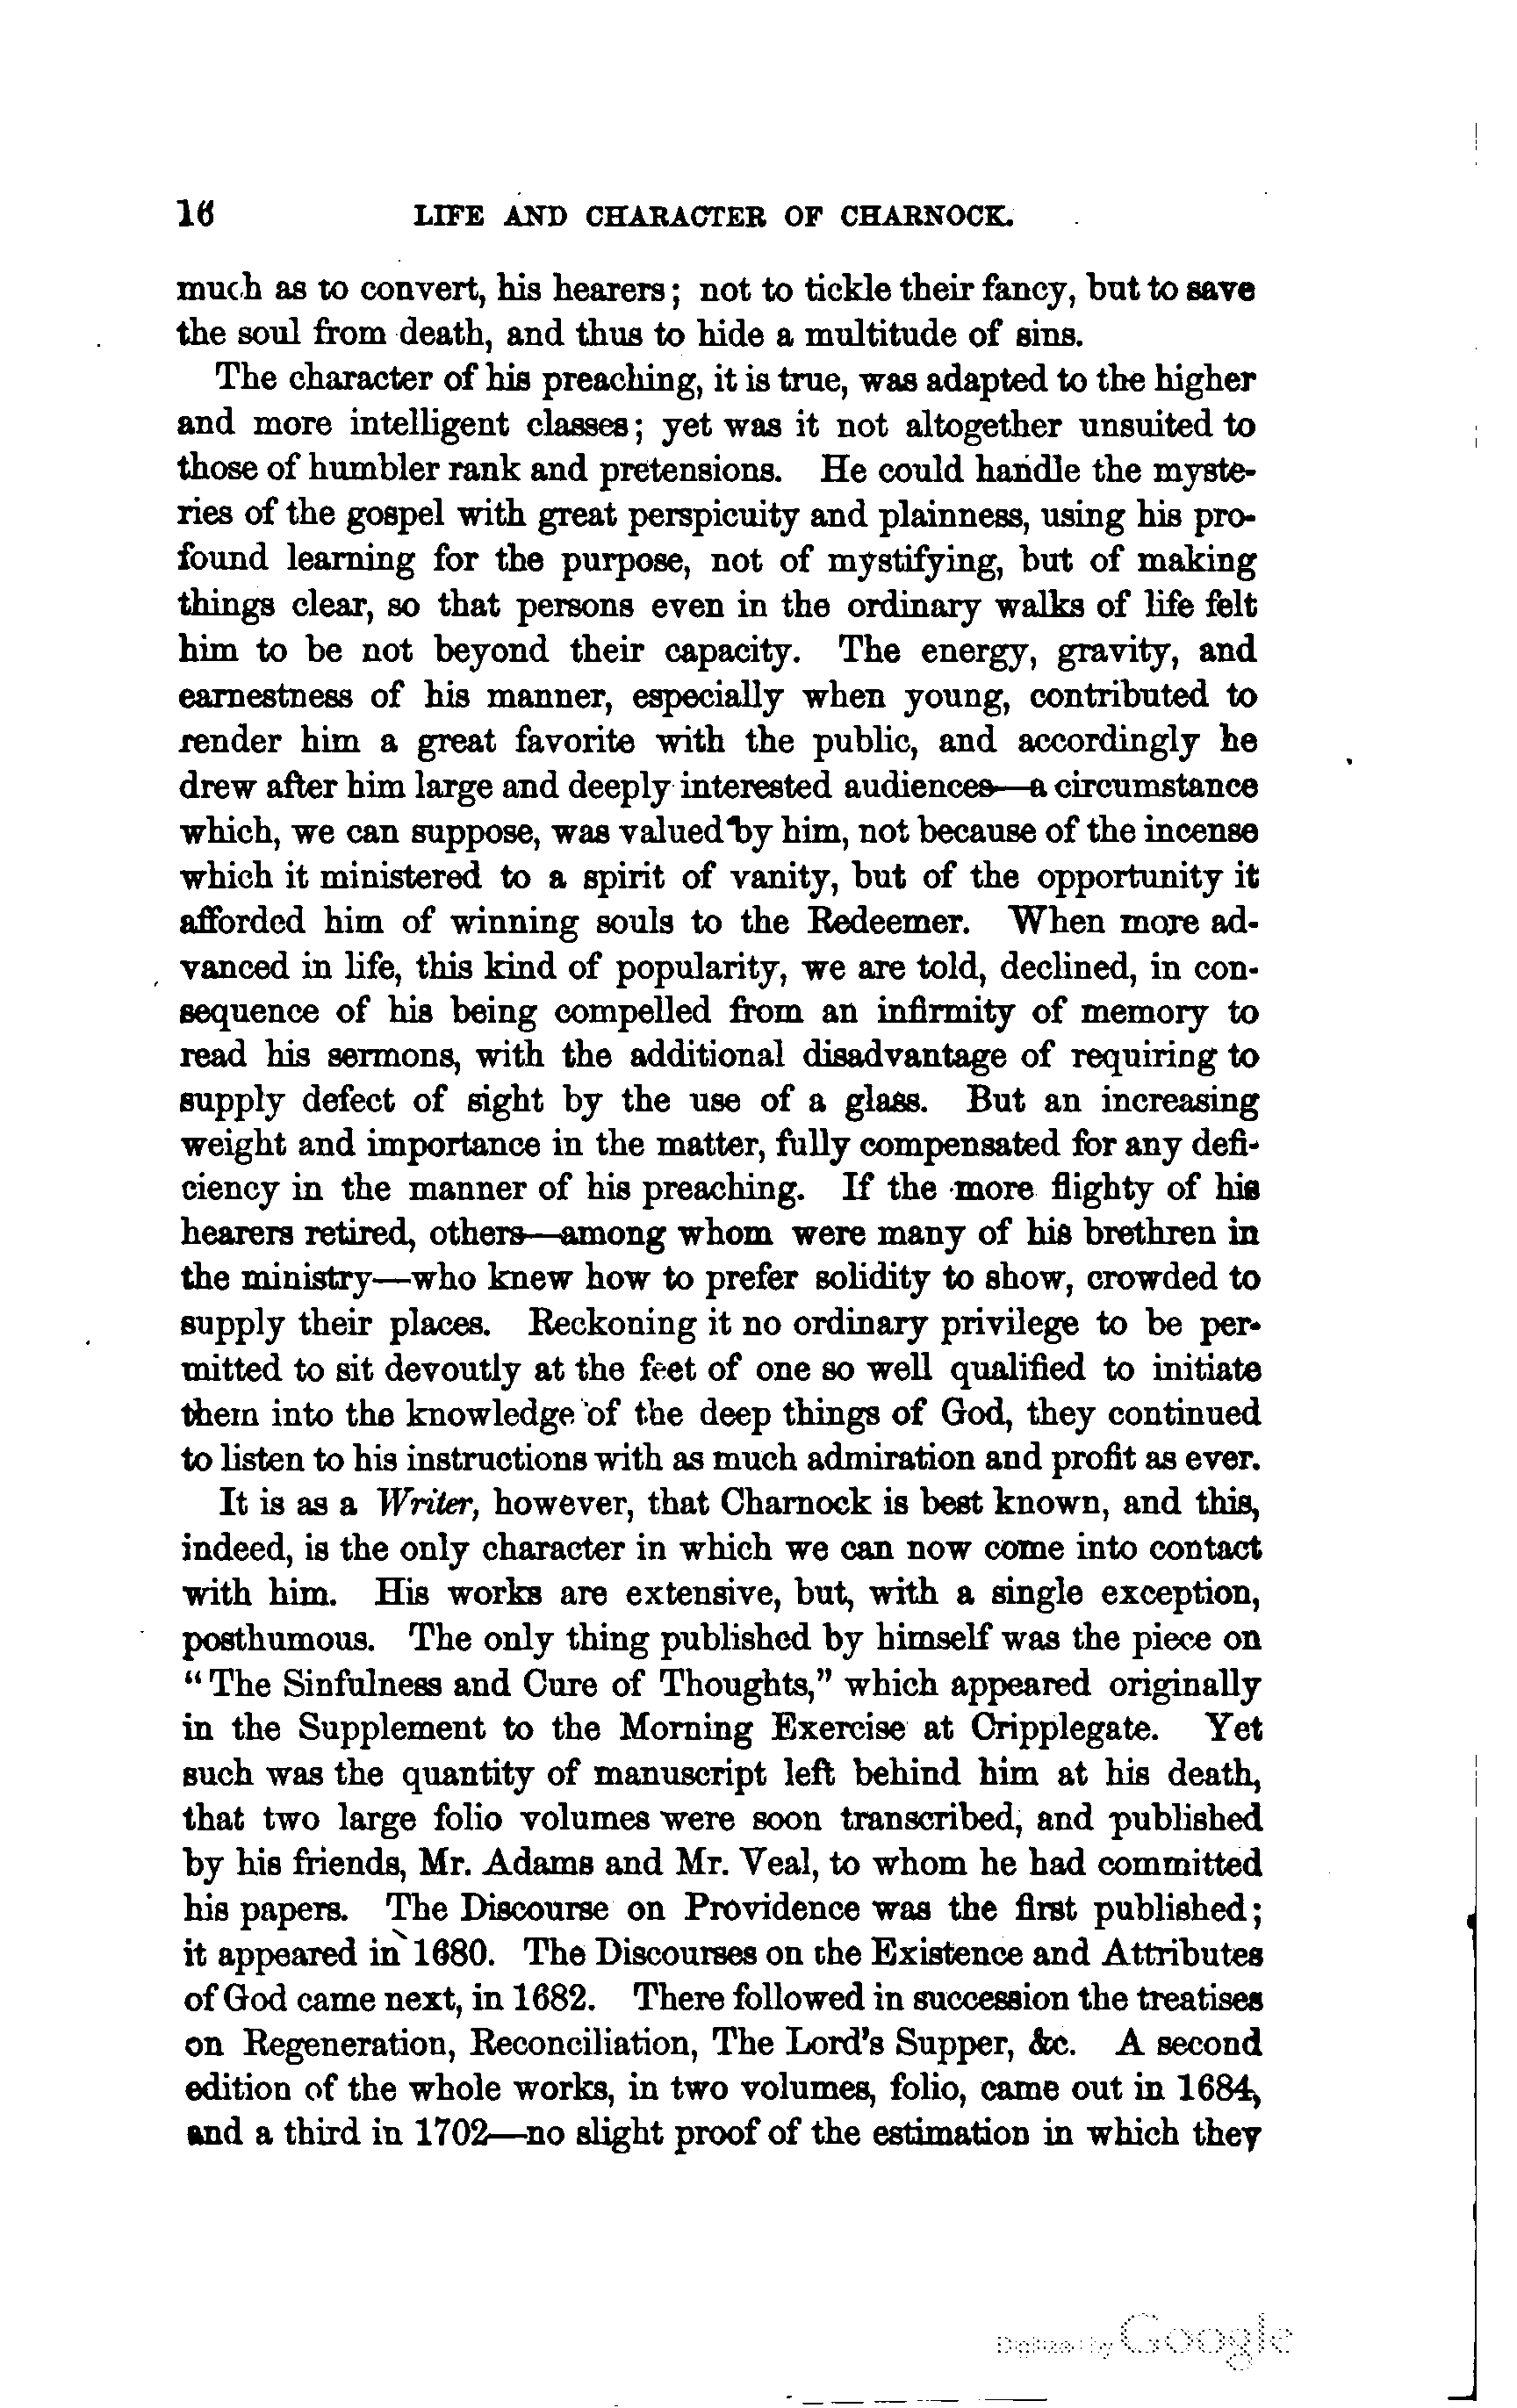 16 LIFE AND CHARACTER OF CHARNOCK.
much as to convert, his hearers; not to tickle their fancy, but to save
the soul from death, and thus to hide a multitude of sins.
The character of his preaching, it is true, was adapted to the higher
and more intelligent classes; yet was it not altogether unsuited to
those of humbler rank and pretensions. He could handle the myste-
ries of the gospel with great perspicuity and plainness, using his pro-
found learning for the purpose, not of mystifying, but of making
things clear, so that persons even in the ordinary walks of life felt
him to be not beyond their capacity. The energy, gravity, and
earnestness of his manner, especially when young, contributed to
render him a great favorite with the public, and accordingly he
drew after him large and deeply interested audiences—a circumstance
which, we can suppose, was valued by him, not because of the incense
which it ministered to a spirit of vanity, but of the opportunity it
afforded him of winning souls to the Redeemer. When more ad-
vanced in life, this kind of popularity, we are told, declined, in con-
sequence of his being compelled from an infirmity of memory to
read his sermons, with the additional disadvantage of requiring to
supply defect of sight by the use of a glass. But an increasing
weight and importance in the matter, fully compensated for any defi-
ciency in the manner of his preaching. If the more flighty of his
hearers retired, others—among whom were many of his brethren in
the ministry—who knew how to prefer solidity to show, crowded to
supply their places. Reckoning it no ordinary privilege to be per-
mitted to sit devoutly at the feet of one so well qualified to initiate
them into the knowledge of the deep things of God, they continued
to listen to his instructions with as much admiration and profit as ever.
It is as a Writer, however, that Charnock is best known, and this,
indeed, is the only character in which we can now come into contact
with him. His works are extensive, but, with a single exception,
posthumous. The only thing published by himself was the piece on
"The Sinfulness and Cure of Thoughts," which appeared originally
in the Supplement to the Morning Exercise at Cripplegate. Yet
such was the quantity of manuscript left behind him at his death,
that two large folio volumes were soon transcribed, and published
by his friends, Mr. Adams and Mr. Veal, to whom he had committed
his papers. The Discourse on Providence was the first published;
it appeared in 1680. The Discourses on the Existence and Attributes
of God came next, in 1682. There followed in succession the treatises
on Regeneration, Reconciliation, The Lord's Supper, &c. A second
edition of the whole works, in two volumes, folio, came out in 1684,
and a third in 1702—no slight proof of the estimation in which they
Digitized by Google